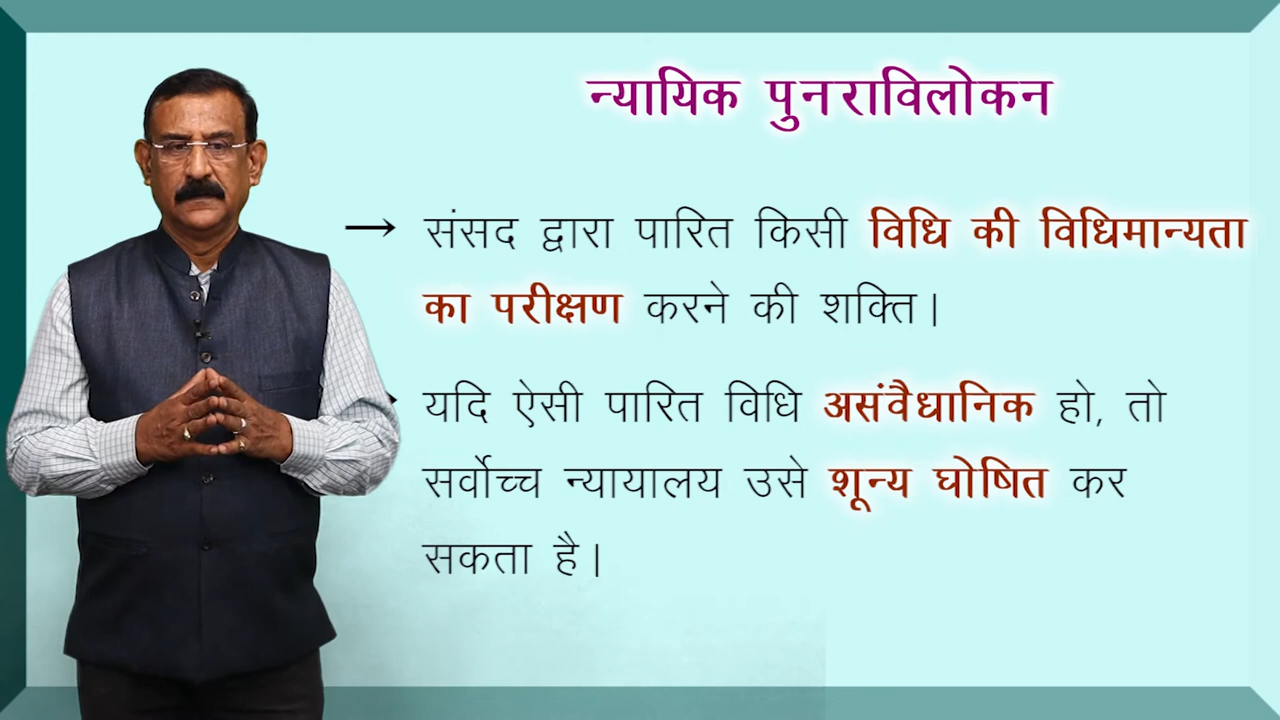 न्यायिक पुनराविलोकन
→ संसद द्वारा पारित किसी विधि की विधिमान्यता
का परीक्षण करने की शक्ति।
यदि ऐसी पारित विधि असंवैधानिक हो, तो
सर्वोच्च न्यायालय उसे शून्य घोषित कर
सकता है।